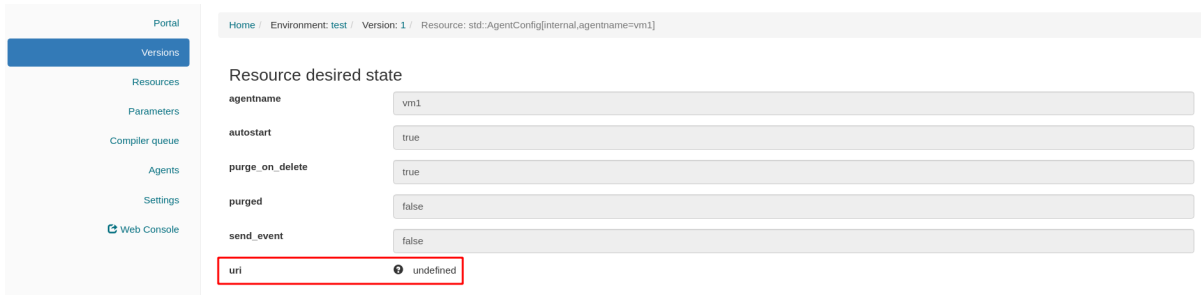 Portal
Versions
Resources
Parameters
Compiler queue
Agents
Settings
Web Console
Home / Environment: test / Version: 1 / Resource: std::AgentConfig[internal,agentname=vm1]
Resource desired state
agentname vm1
autostart true
purge_on_delete true
purged false
send_event false
uri undefined